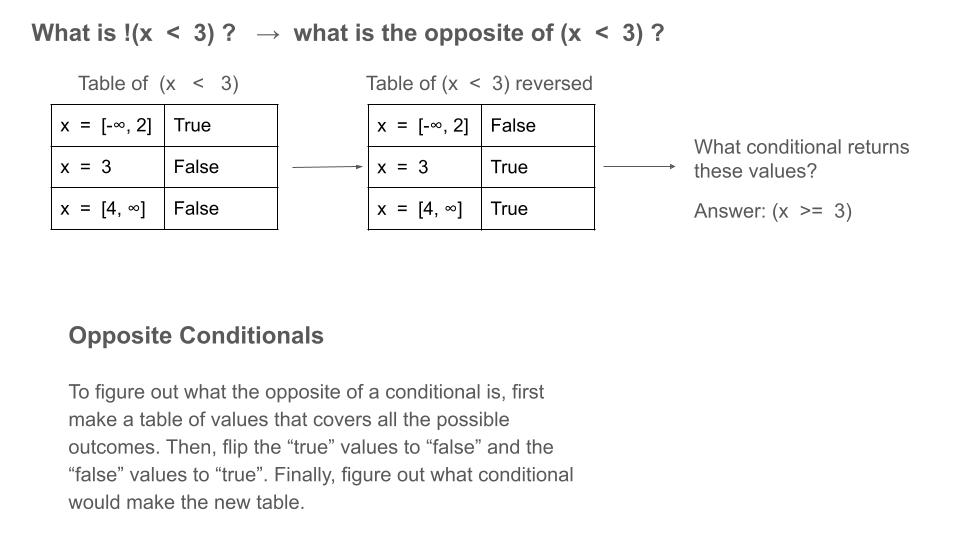 What is !(x < 3) ? → what is the opposite of (x < 3) ?
Table of (x < 3)
x = [-∞, 2] True
x = 3 False
x = [4, ∞] False
Table of (x < 3) reversed
x = [-∞, 2] False
x = 3 True
x = [4, ∞] True
What conditional returns
these values?
Answer: (x >= 3)
Opposite Conditionals
To figure out what the opposite of a conditional is, first
make a table of values that covers all the possible
outcomes. Then, flip the “true” values to “false” and the
“false” values to “true”. Finally, figure out what conditional
would make the new table.